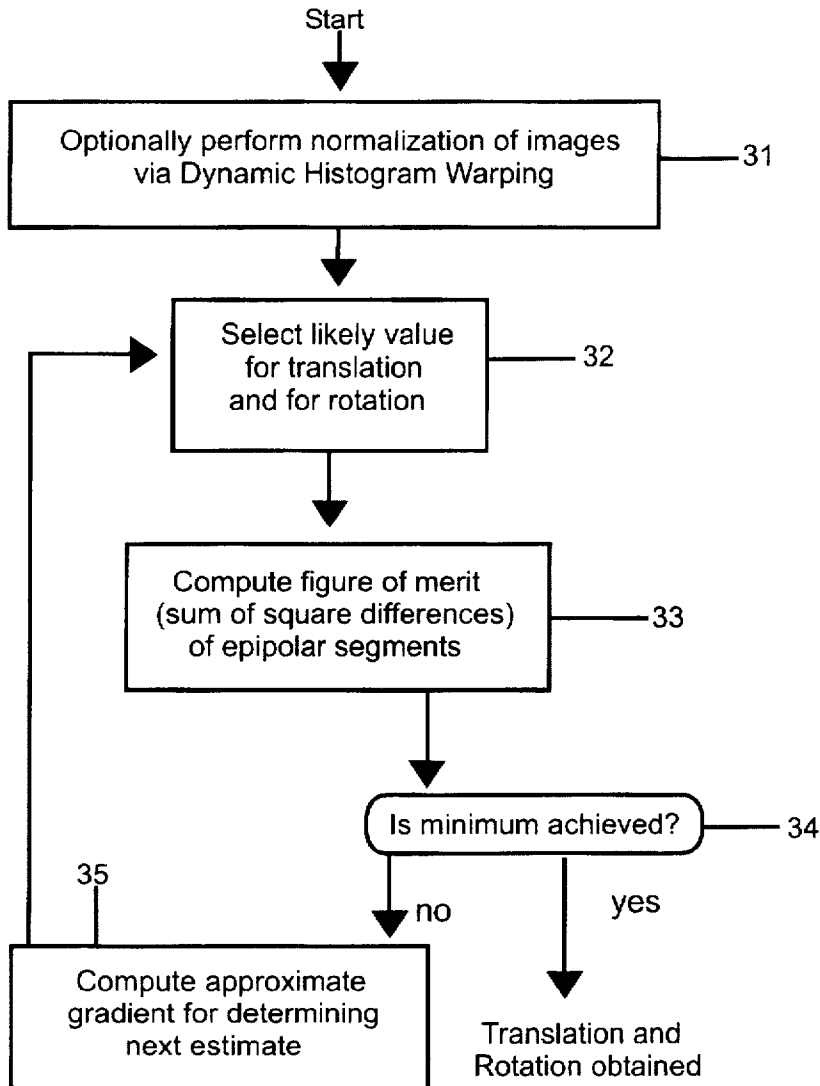 Start
Optionally perform normalization of images
via Dynamic Histogram Warping
31
Select likely value
for translation
and for rotation
32
Compute figure of merit
(sum of square differences)
of epipolar segments
33
Is minimum achieved?
34
35
no
yes
Compute approximate
gradient for determining
next estimate
Translation and
Rotation obtained